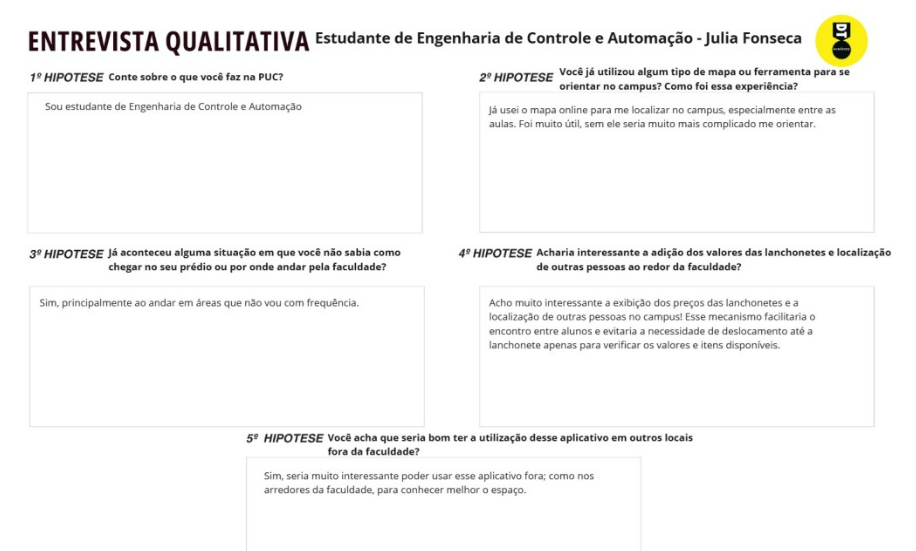 ENTREVISTA QUALITATIVA Estudante de Engenharia de Controle e Automação - Julia Fonseca
1º HIPOTESE Conte sobre o que você faz na PUC?
Sou estudante de Engenharia de Controle e Automação
2º HIPOTESE Você já utilizou algum tipo de mapa ou ferramenta para se
orientar no campus? Como foi essa experiência?
Já usei o mapa online para me localizar no campus, especialmente entre as
aulas. Foi muito útil, sem ele seria muito mais complicado me orientar.
3º HIPOTESE Já aconteceu alguma situação em que você não sabia como
chegar no seu prédio ou por onde andar pela faculdade?
Sim, principalmente ao andar em áreas que não vou com frequência.
4º HIPOTESE Acharia interessante a adição dos valores das lanchonetes e localização
de outras pessoas ao redor da faculdade?
Acho muito interessante a exibição dos preços das lanchonetes e a
localização de outras pessoas no campus! Esse mecanismo facilitaria o
encontro entre alunos e evitaria a necessidade de deslocamento até a
lanchonete apenas para verificar os valores e itens disponíveis.
5º HIPOTESE Você acha que seria bom ter a utilização desse aplicativo em outros locais
fora da faculdade?
Sim, seria muito interessante poder usar esse aplicativo fora; como nos
arredores da faculdade, para conhecer melhor o espaço.